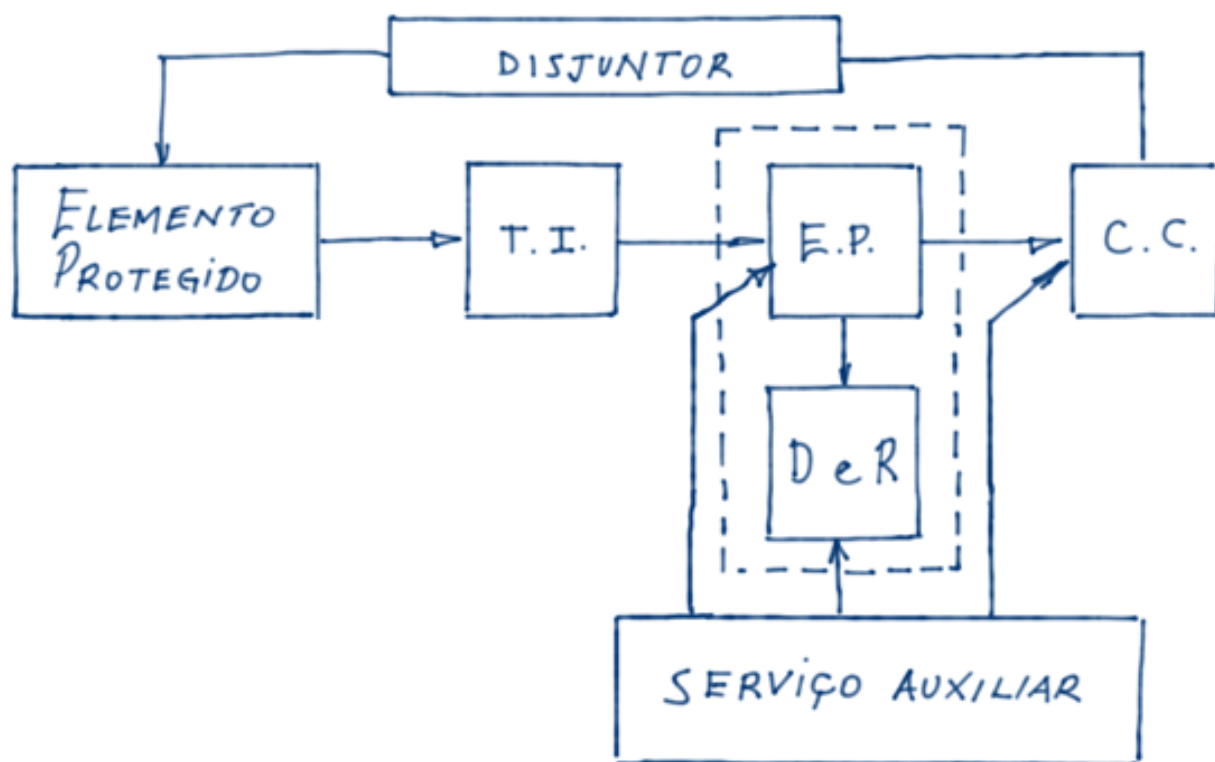 DISJUNTOR
ELEMENTO
PROTEGIDO
T. I.
E.P.
C. C.
D e R
SERVIÇO AUXILIAR